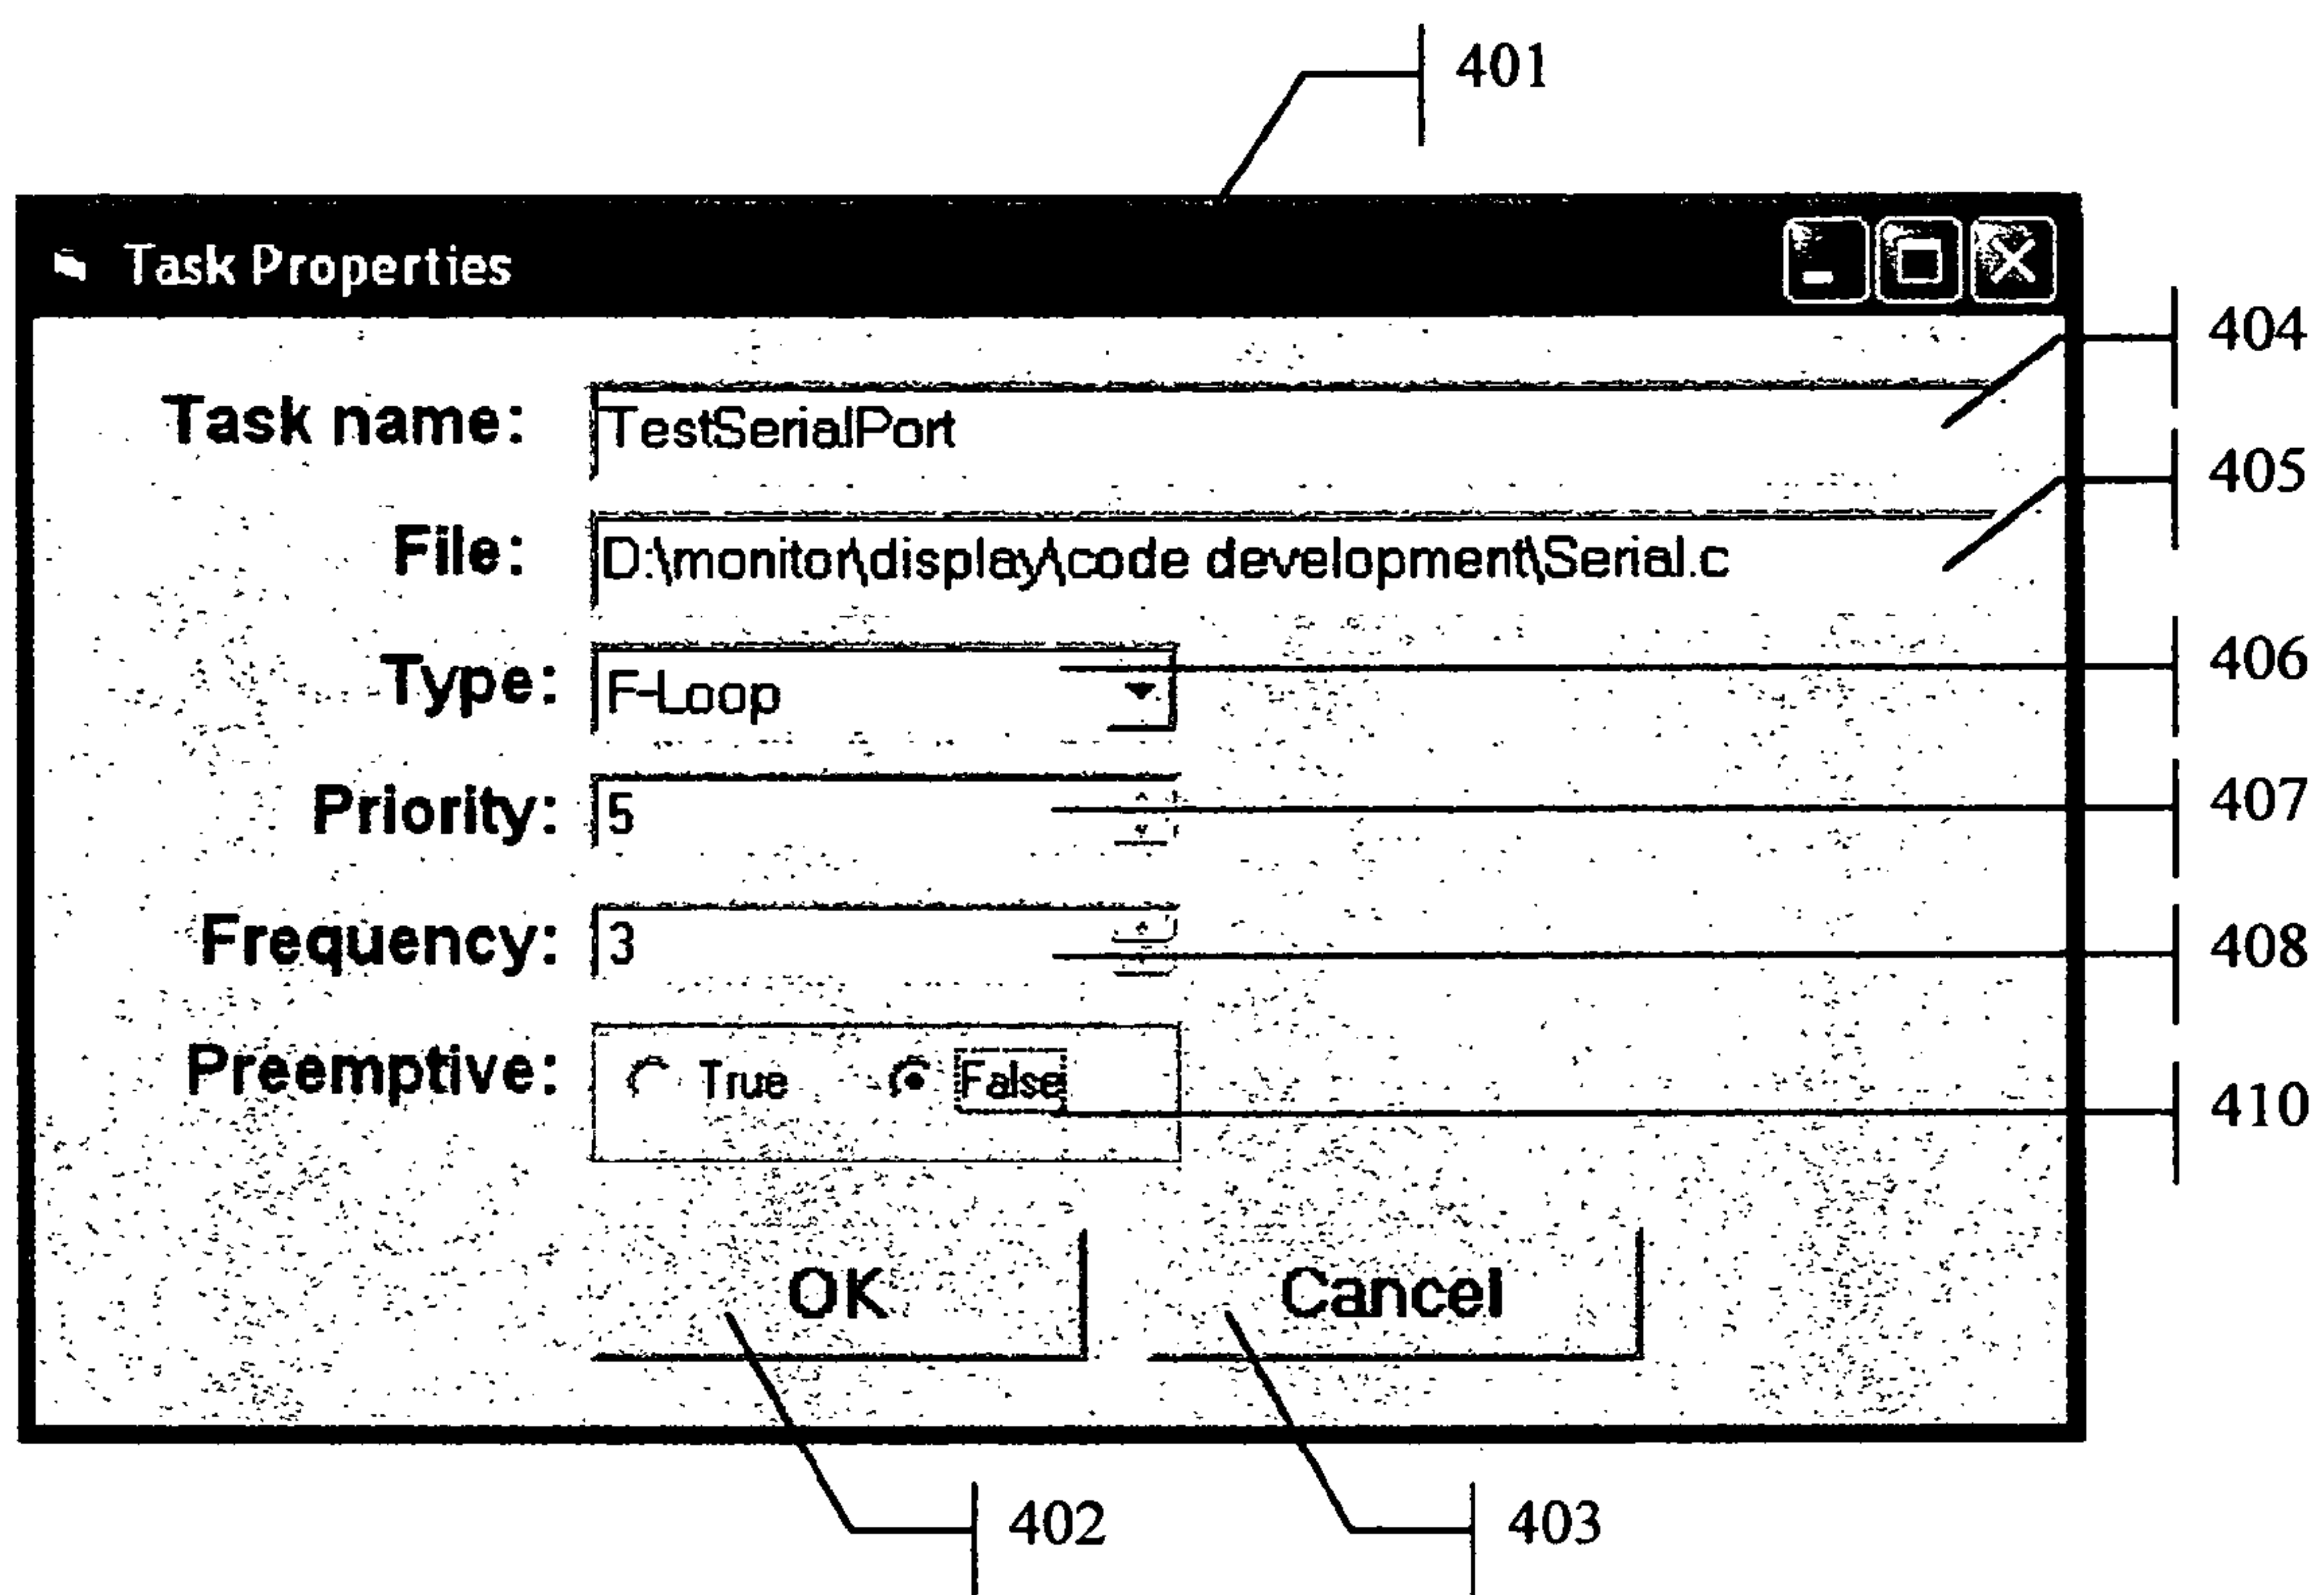 401
Task Properties
404
Task name: TestSerialPort
405
File: D:\monitor\display\code development\Serial.c
Type: F-Loop
406
Priority: 5
407
Frequency: 3
408
Preemptive: True False
410
OK Cancel
402 403